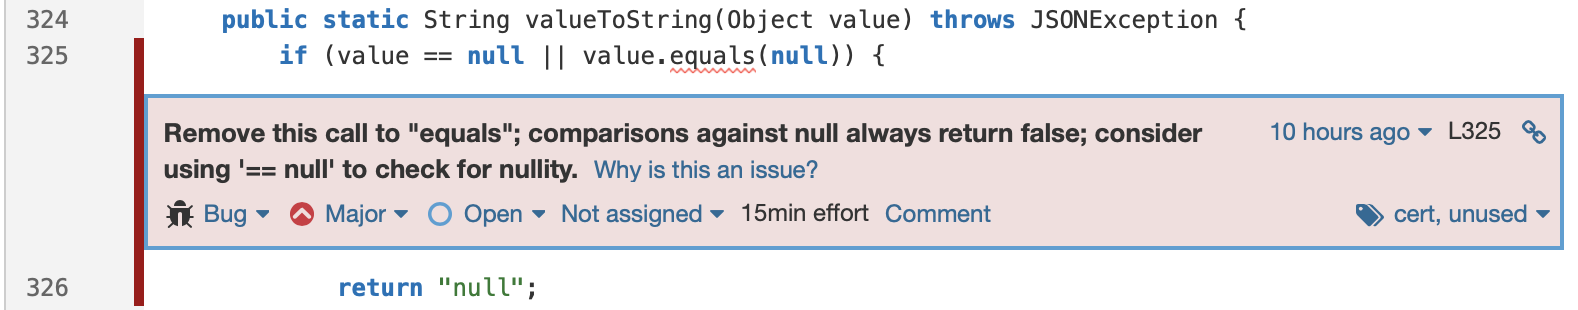 324 public static String valueToString(Object value) throws JSONException {
325 if (value == null || value.equals(null)) {
Remove this call to "equals"; comparisons against null always return false; consider 10 hours ago L325
using '== null' to check for nullity. Why is this an issue?
Bug Major Open Not assigned 15min effort Comment cert, unused
326 return "null";